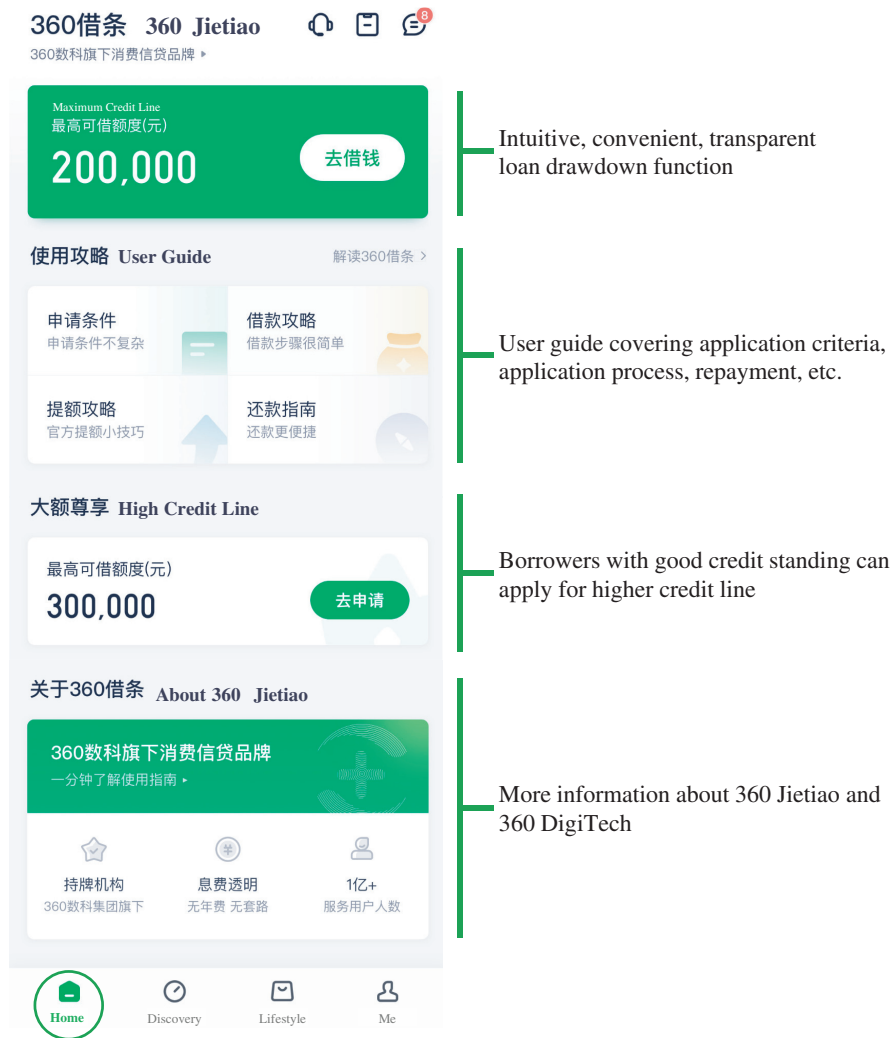 360借条 360 Jietiao
8
360数科旗下消费信贷品牌
Maximum Credit Line
最高可借额度(元)
200,000
去借钱
Intuitive, convenient, transparent
loan drawdown function
使用攻略 User Guide
解读360借条
申请条件
申请条件不复杂
借款攻略
借款步骤很简单
提额攻略
官方提额小技巧
还款指南
还款更便捷
User guide covering application criteria,
application process, repayment, etc.
大额尊享 High Credit Line
最高可借额度(元)
300,000
去申请
Borrowers with good credit standing can
apply for higher credit line
关于360借条 About 360 Jietiao
360数科旗下消费信贷品牌
一分钟了解使用指南
持牌机构
360数科集团旗下
息费透明
无年费 无套路
1亿+
服务用户人数
More information about 360 Jietiao and
360 DigiTech
Home
Discovery
Lifestyle
Me